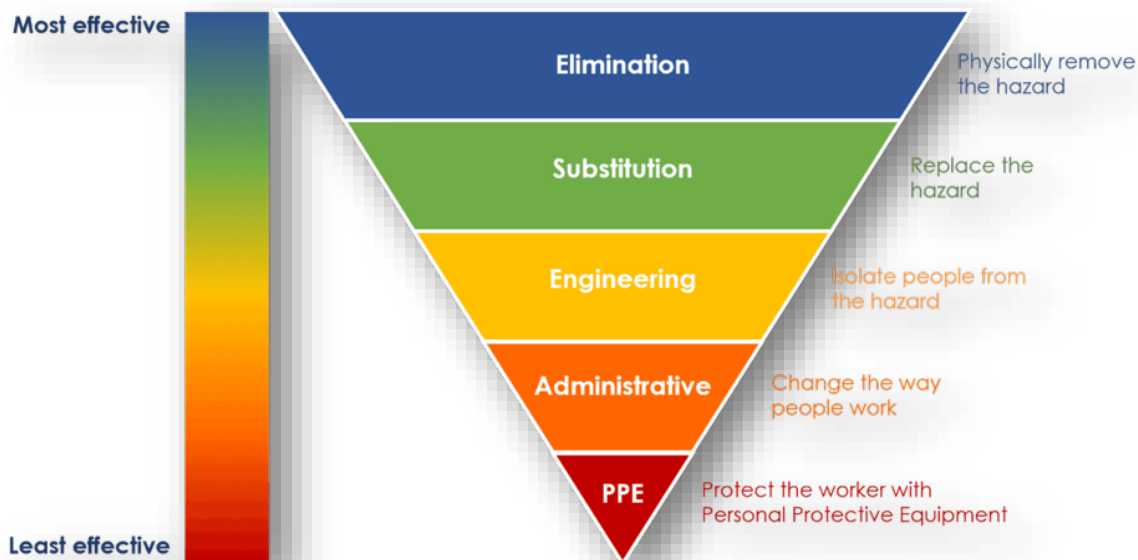 Most effective
Elimination
Physically remove
the hazard
Substitution
Replace the
hazard
Engineering
Isolate people from
the hazard
Administrative
Change the way
people work
PPE
Protect the worker with
Personal Protective Equipment
Least effective